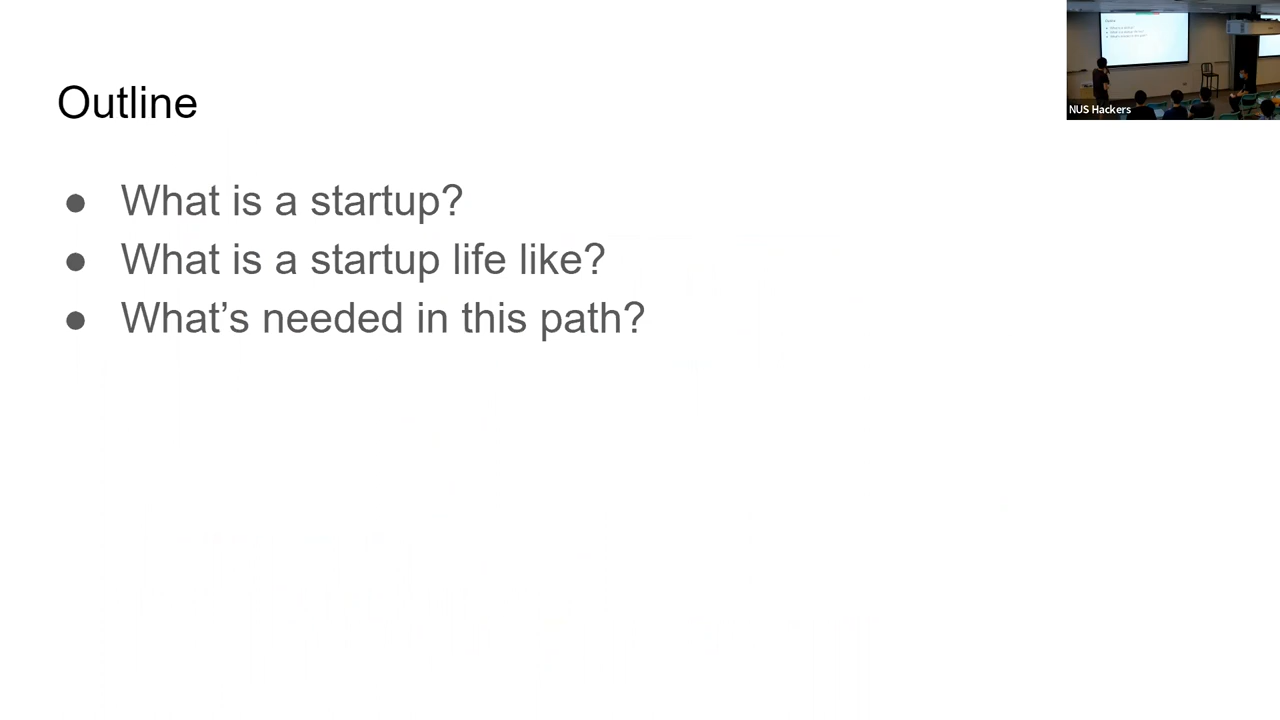 Outline
● What is a startup?
● What is a startup life like?
● What’s needed in this path?
NUS Hackers